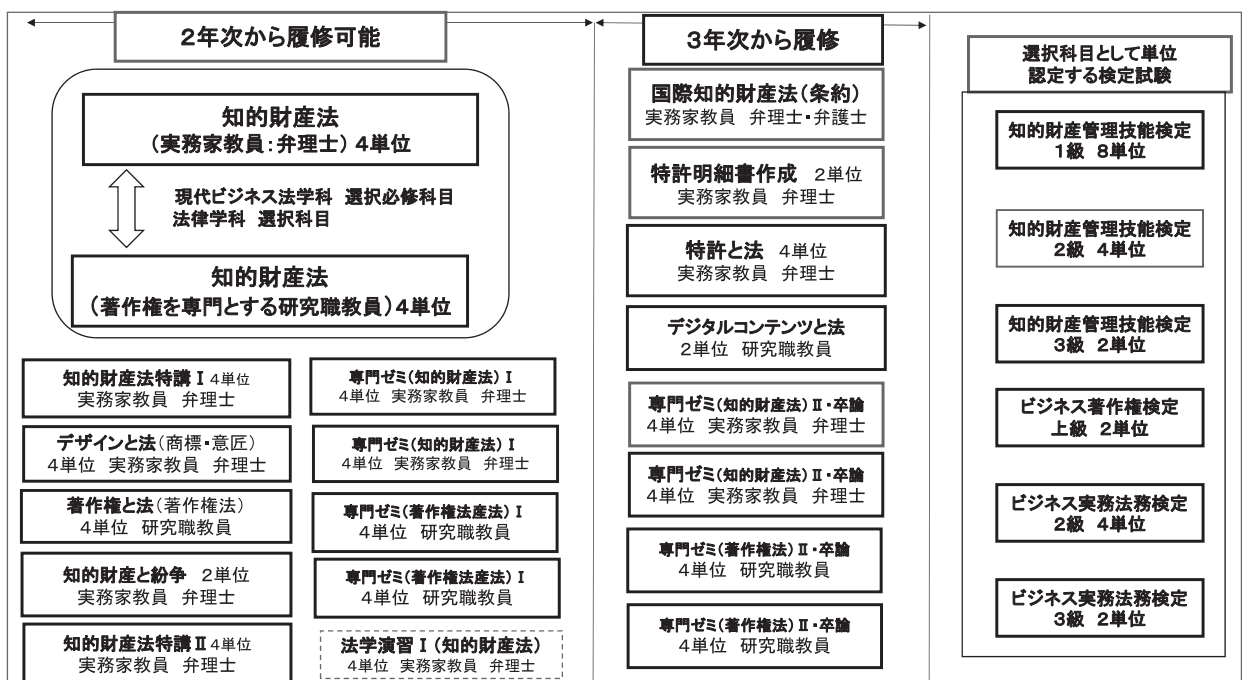 2年次から履修可能
知的財産法
(実務家教員:弁理士) 4単位
現代ビジネス法学科 選択必修科目
法律学科 選択科目
知的財産法
(著作権を専門とする研究職教員)4単位
知的財産法特講Ⅰ 4単位
実務家教員 弁理士
デザインと法(商標・意匠)
4単位 実務家教員 弁理士
著作権と法(著作権法)
4単位 研究職教員
知的財産と紛争 2単位
実務家教員 弁理士
知的財産法特講Ⅱ 4単位
実務家教員 弁理士
専門ゼミ(知的財産法)Ⅰ
4単位 実務家教員 弁理士
専門ゼミ(知的財産法)Ⅰ
4単位 実務家教員 弁理士
専門ゼミ(著作権法産法)Ⅰ
4単位 研究職教員
専門ゼミ(著作権法産法)Ⅰ
4単位 研究職教員
法学演習Ⅰ(知的財産法)
4単位 実務家教員 弁理士
3年次から履修
国際知的財産法(条約)
実務家教員 弁理士・弁護士
特許明細書作成 2単位
実務家教員 弁理士
特許と法 4単位
実務家教員 弁理士
デジタルコンテンツと法
2単位 研究職教員
専門ゼミ(知的財産法)Ⅱ・卒論
4単位 実務家教員 弁理士
専門ゼミ(知的財産法)Ⅱ・卒論
4単位 実務家教員 弁理士
専門ゼミ(著作権法)Ⅱ・卒論
4単位 研究職教員
専門ゼミ(著作権法)Ⅱ・卒論
4単位 研究職教員
選択科目として単位
認定する検定試験
知的財産管理技能検定
1級 8単位
知的財産管理技能検定
2級 4単位
知的財産管理技能検定
3級 2単位
ビジネス著作権検定
上級 2単位
ビジネス実務法務検定
2級 4単位
ビジネス実務法務検定
3級 2単位